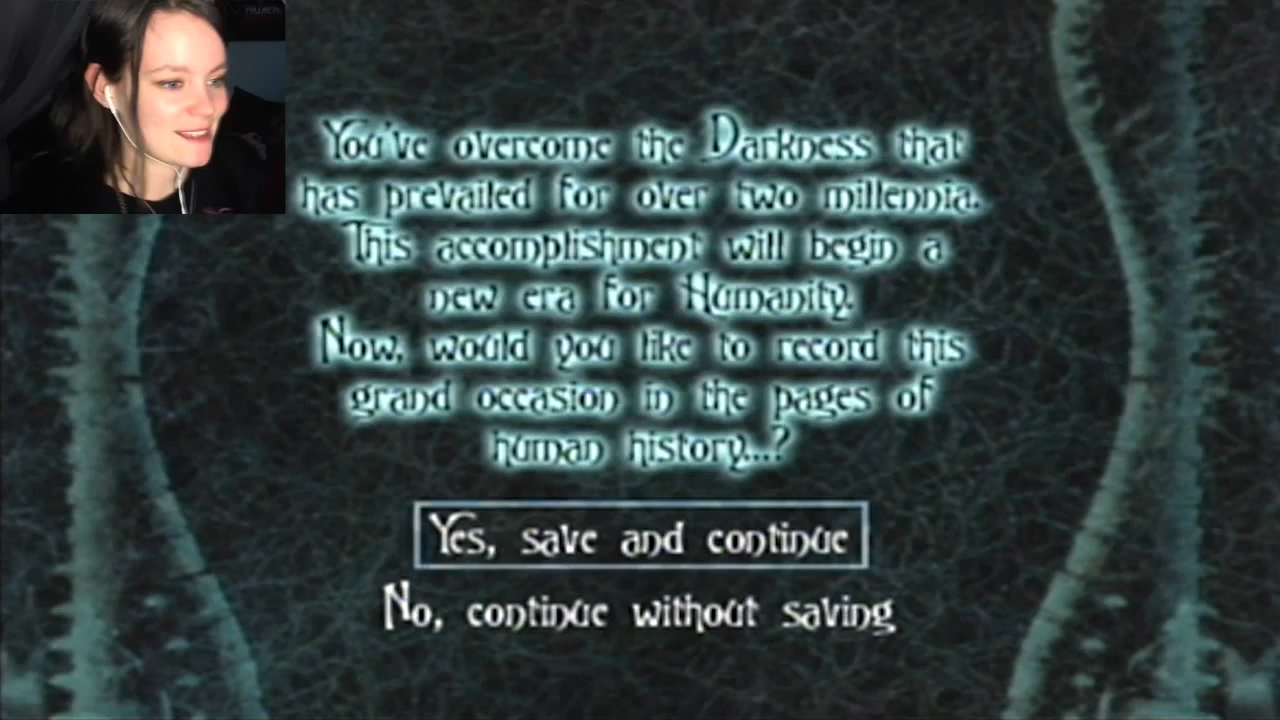 You've overcome the Darkness that
has prevailed for over two millennia.
This accomplishment will begin a
new era for Humanity.
Now, would you like to record this
grand occasion in the pages of
human history...?
Yes, save and continue
No, continue without saving